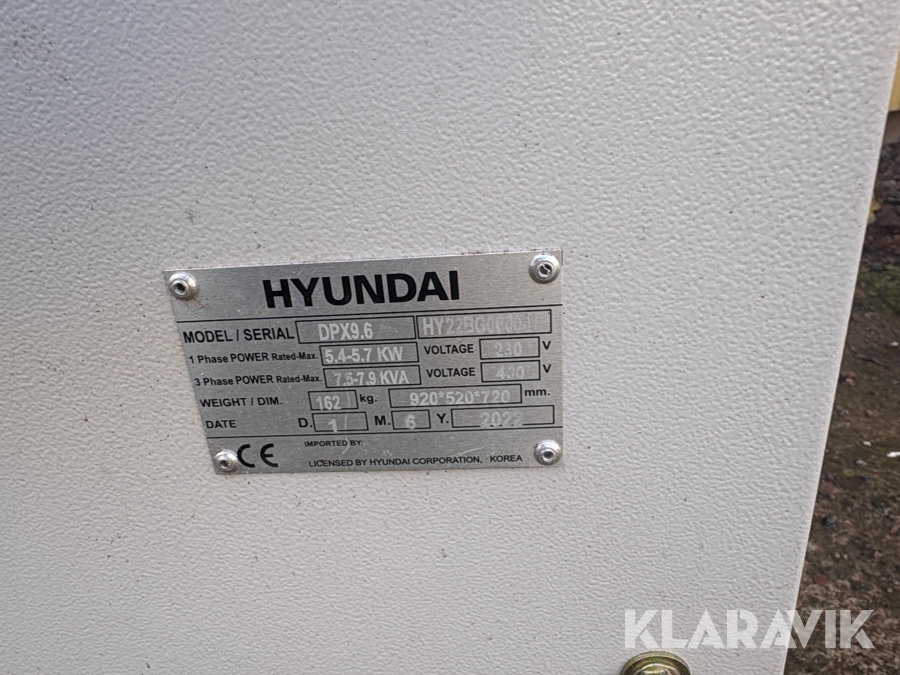 HYUNDAI
MODEL / SERIAL DPX9.6
1 Phase POWER Rated-Max. 5.4-5.7 KW VOLTAGE 230 V
3 Phase POWER Rated-Max. 7.5-7.9 KVA VOLTAGE 400 V
WEIGHT / DIM. 162 kg. 920*520*720 mm.
DATE D. 1 M. 6 Y. 2022
CE IMPORTED BY:
LICENSED BY HYUNDAI CORPORATION, KOREA
KLARAVIK